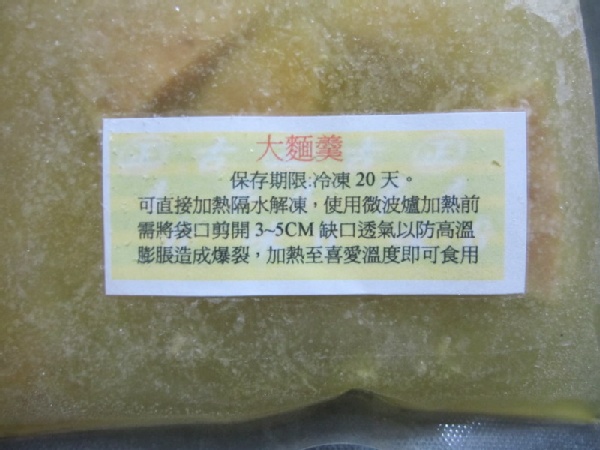 大麵羹
保存期限:冷凍 20 天。
可直接加熱隔水解凍，使用微波爐加熱前
需將袋口剪開 3~5CM 缺口透氣以防高溫
膨脹造成爆裂，加熱至喜愛溫度即可食用